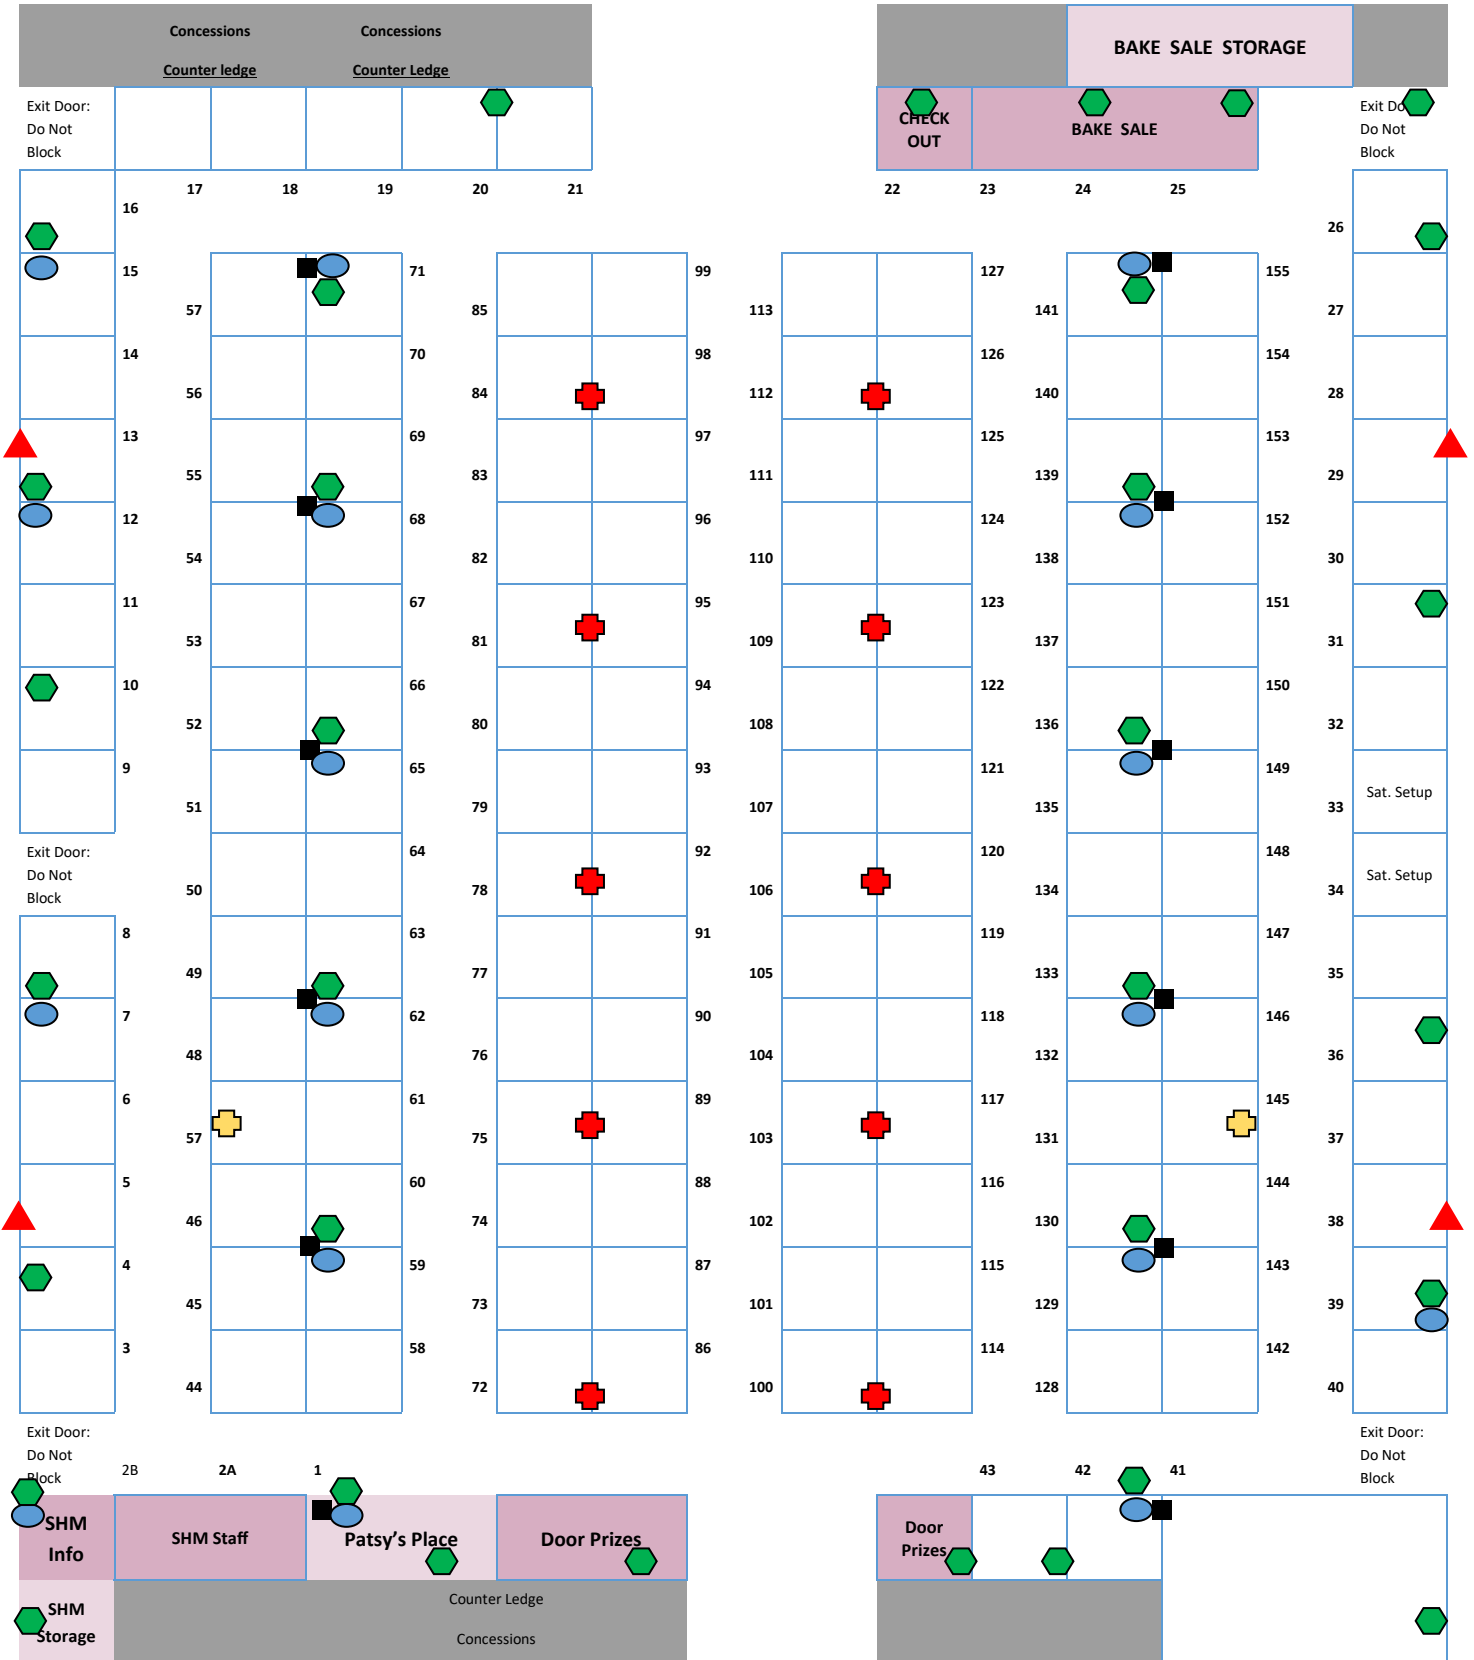 Concessions Concessions
Counter ledge Counter Ledge
BAKE SALE STORAGE
Exit Door:
Do Not
Block
CHECK
OUT
BAKE SALE
Exit Do
Do Not
Block
17 18 19 20 21 22 23 24 25
16 26
15 71 99 127 155
57 85 113 141 27
14 70 98 126 154
56 84 112 140 28
13 69 97 125 153
55 83 111 139 29
12 68 96 124 152
54 82 110 138 30
11 67 95 123 151
53 81 109 137 31
10 66 94 122 150
52 80 108 136 32
9 65 93 121 149
51 79 107 135 33 Sat. Setup
Exit Door:
Do Not
Block
64 92 120 148
50 78 106 134 34 Sat. Setup
8 63 91 119 147
49 77 105 133 35
7 62 90 118 146
48 76 104 132 36
6 61 89 117 145
57 75 103 131 37
5 60 88 116 144
46 74 102 130 38
4 59 87 115 143
45 73 101 129 39
3 58 86 114 142
44 72 100 128 40
Exit Door:
Do Not
Block
Exit Door:
Do Not
Block
2B 2A 1 43 42 41
SHM
Info
SHM Staff
Patsy's Place
Door Prizes
Door
Prizes
SHM
Storage
Counter Ledge
Concessions